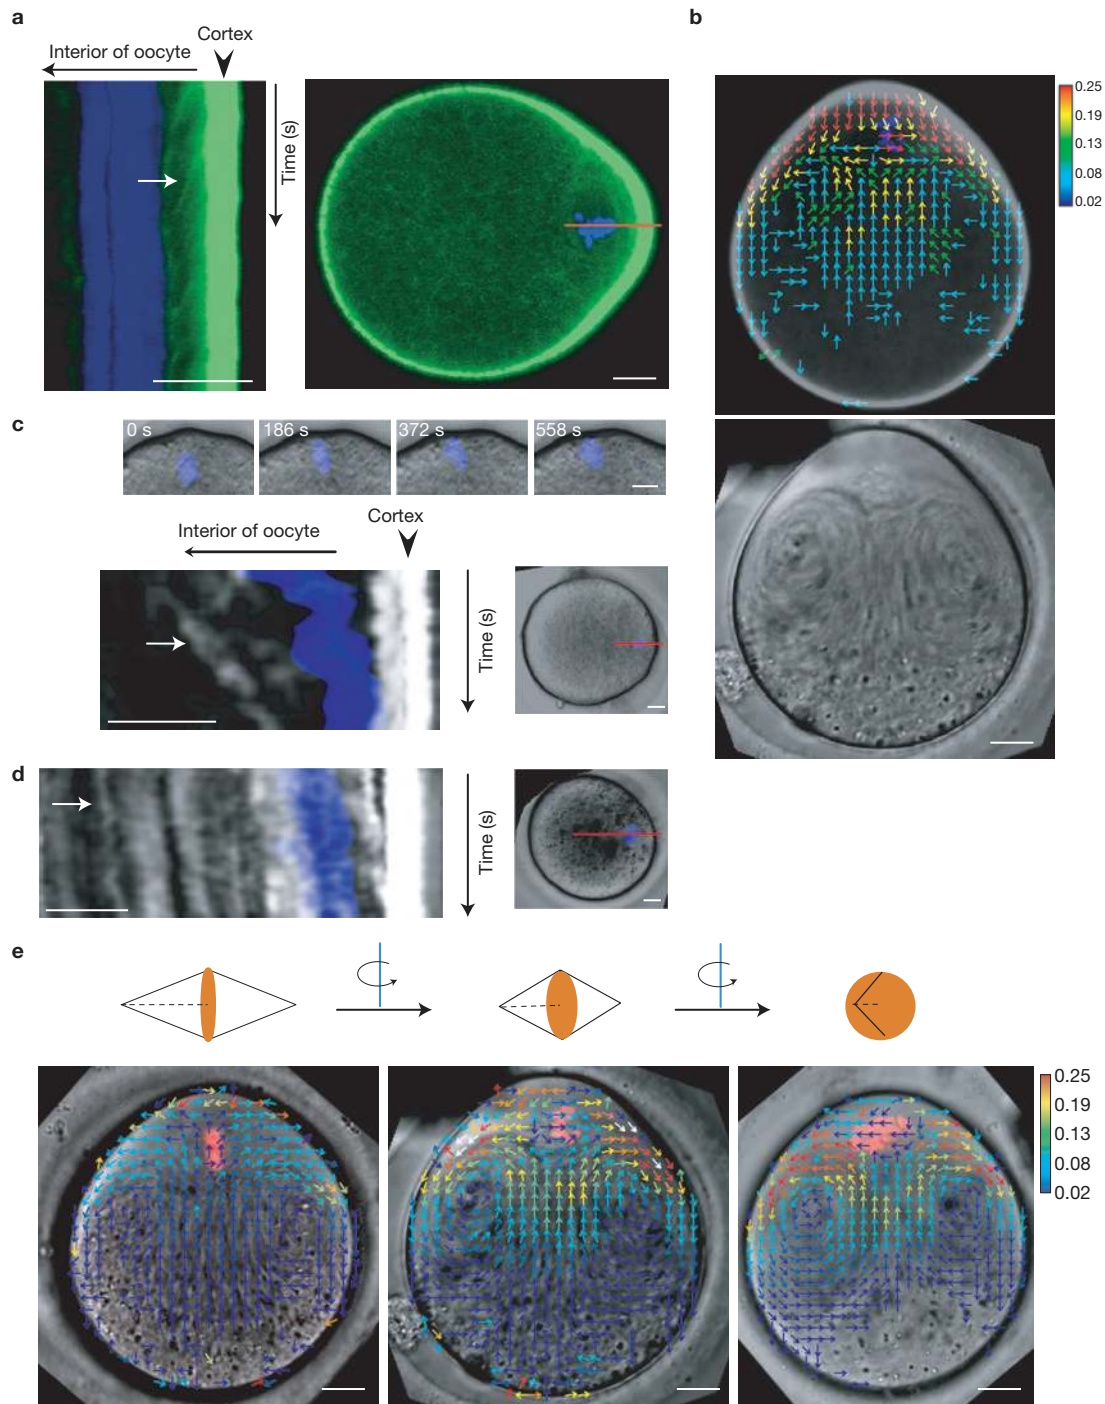 a
Cortex
Interior of oocyte
Time (s)
b
0.25
0.19
0.13
0.08
0.02
c
0 s
186 s
372 s
558 s
Cortex
Interior of oocyte
Time (s)
d
Time (s)
e
0.25
0.19
0.13
0.08
0.02